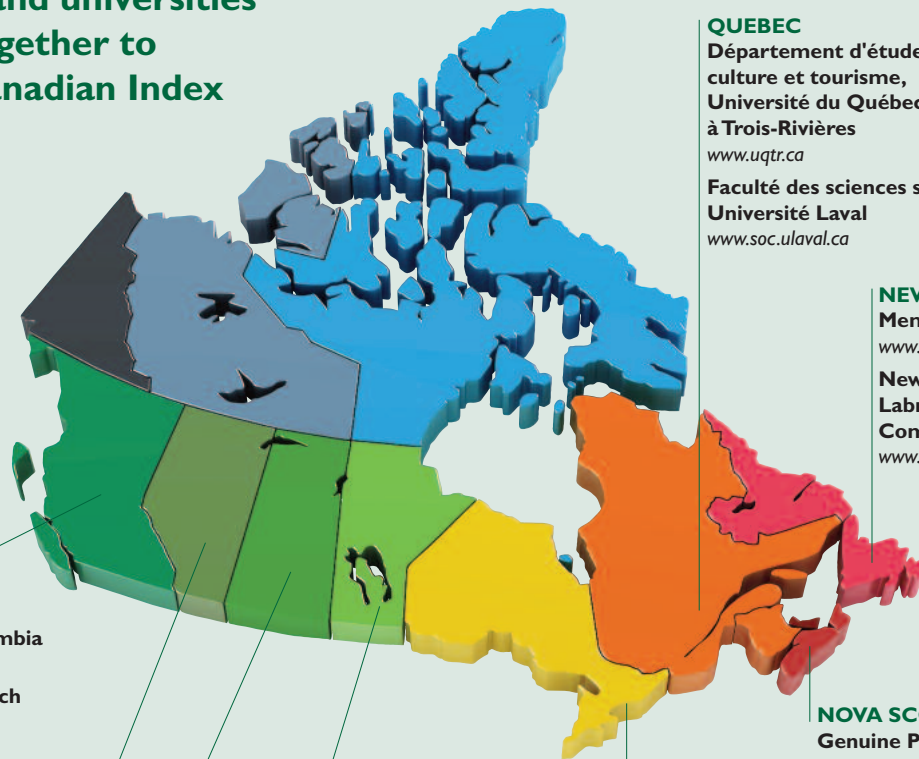 and universities
gether to
anadian Index
QUEBEC
Département d'étude
culture et tourisme,
Université du Québec
à Trois-Rivières
www.uqtr.ca
Faculté des sciences s
Université Laval
www.soc.ulaval.ca
NEV
Men
www.
New
Labr
Con
www.
mbia
ch
NOVA SC
Genuine P